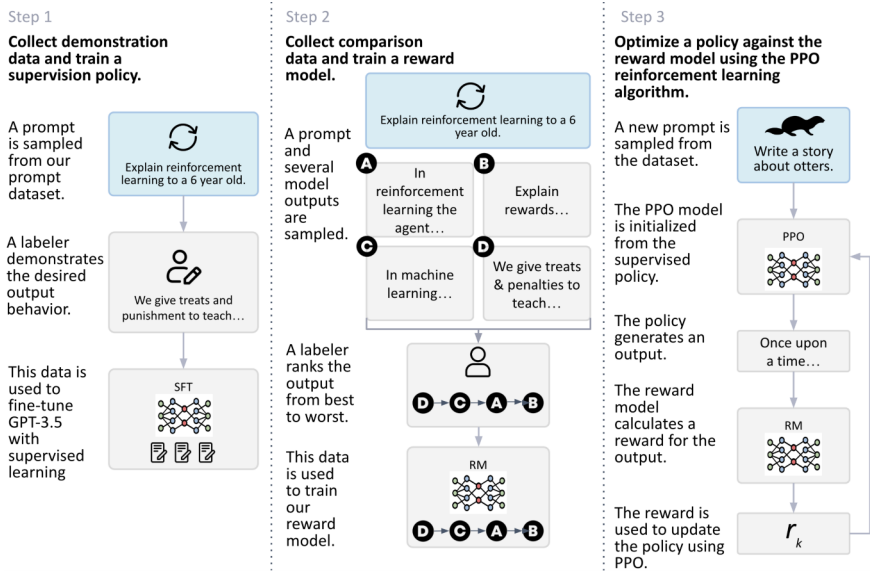 Step 1
Collect demonstration
data and train a
supervision policy.
A prompt
is sampled
from our
prompt
dataset.
Explain reinforcement
learning to a 6 year old.
A labeler
demonstrates
the desired
output
behavior.
We give treats and
punishment to teach...
This data is
used to
fine-tune
GPT-3.5
with
supervised
learning
SFT
Step 2
Collect comparison
data and train a reward
model.
Explain reinforcement learning to a 6
year old.
A prompt
and
several
model
outputs
are
sampled.
A
In
reinforcement
learning the
agent...
B
Explain
rewards...
C
In machine
learning...
D
We give treats
& penalties to
teach...
A labeler
ranks the
output
from best
to worst.
D C A B
This data
is used
to train
our
reward
model.
RM
D C A B
Step 3
Optimize a policy against the
reward model using the PPO
reinforcement learning
algorithm.
A new prompt is
sampled from
the dataset.
Write a story
about otters.
The PPO model
is initialized
from the
supervised
policy.
PPO
The policy
generates an
output.
Once upon
a time...
The reward
model
calculates a
reward for the
output.
RM
The reward is
used to update
the policy using
PPO.
r k